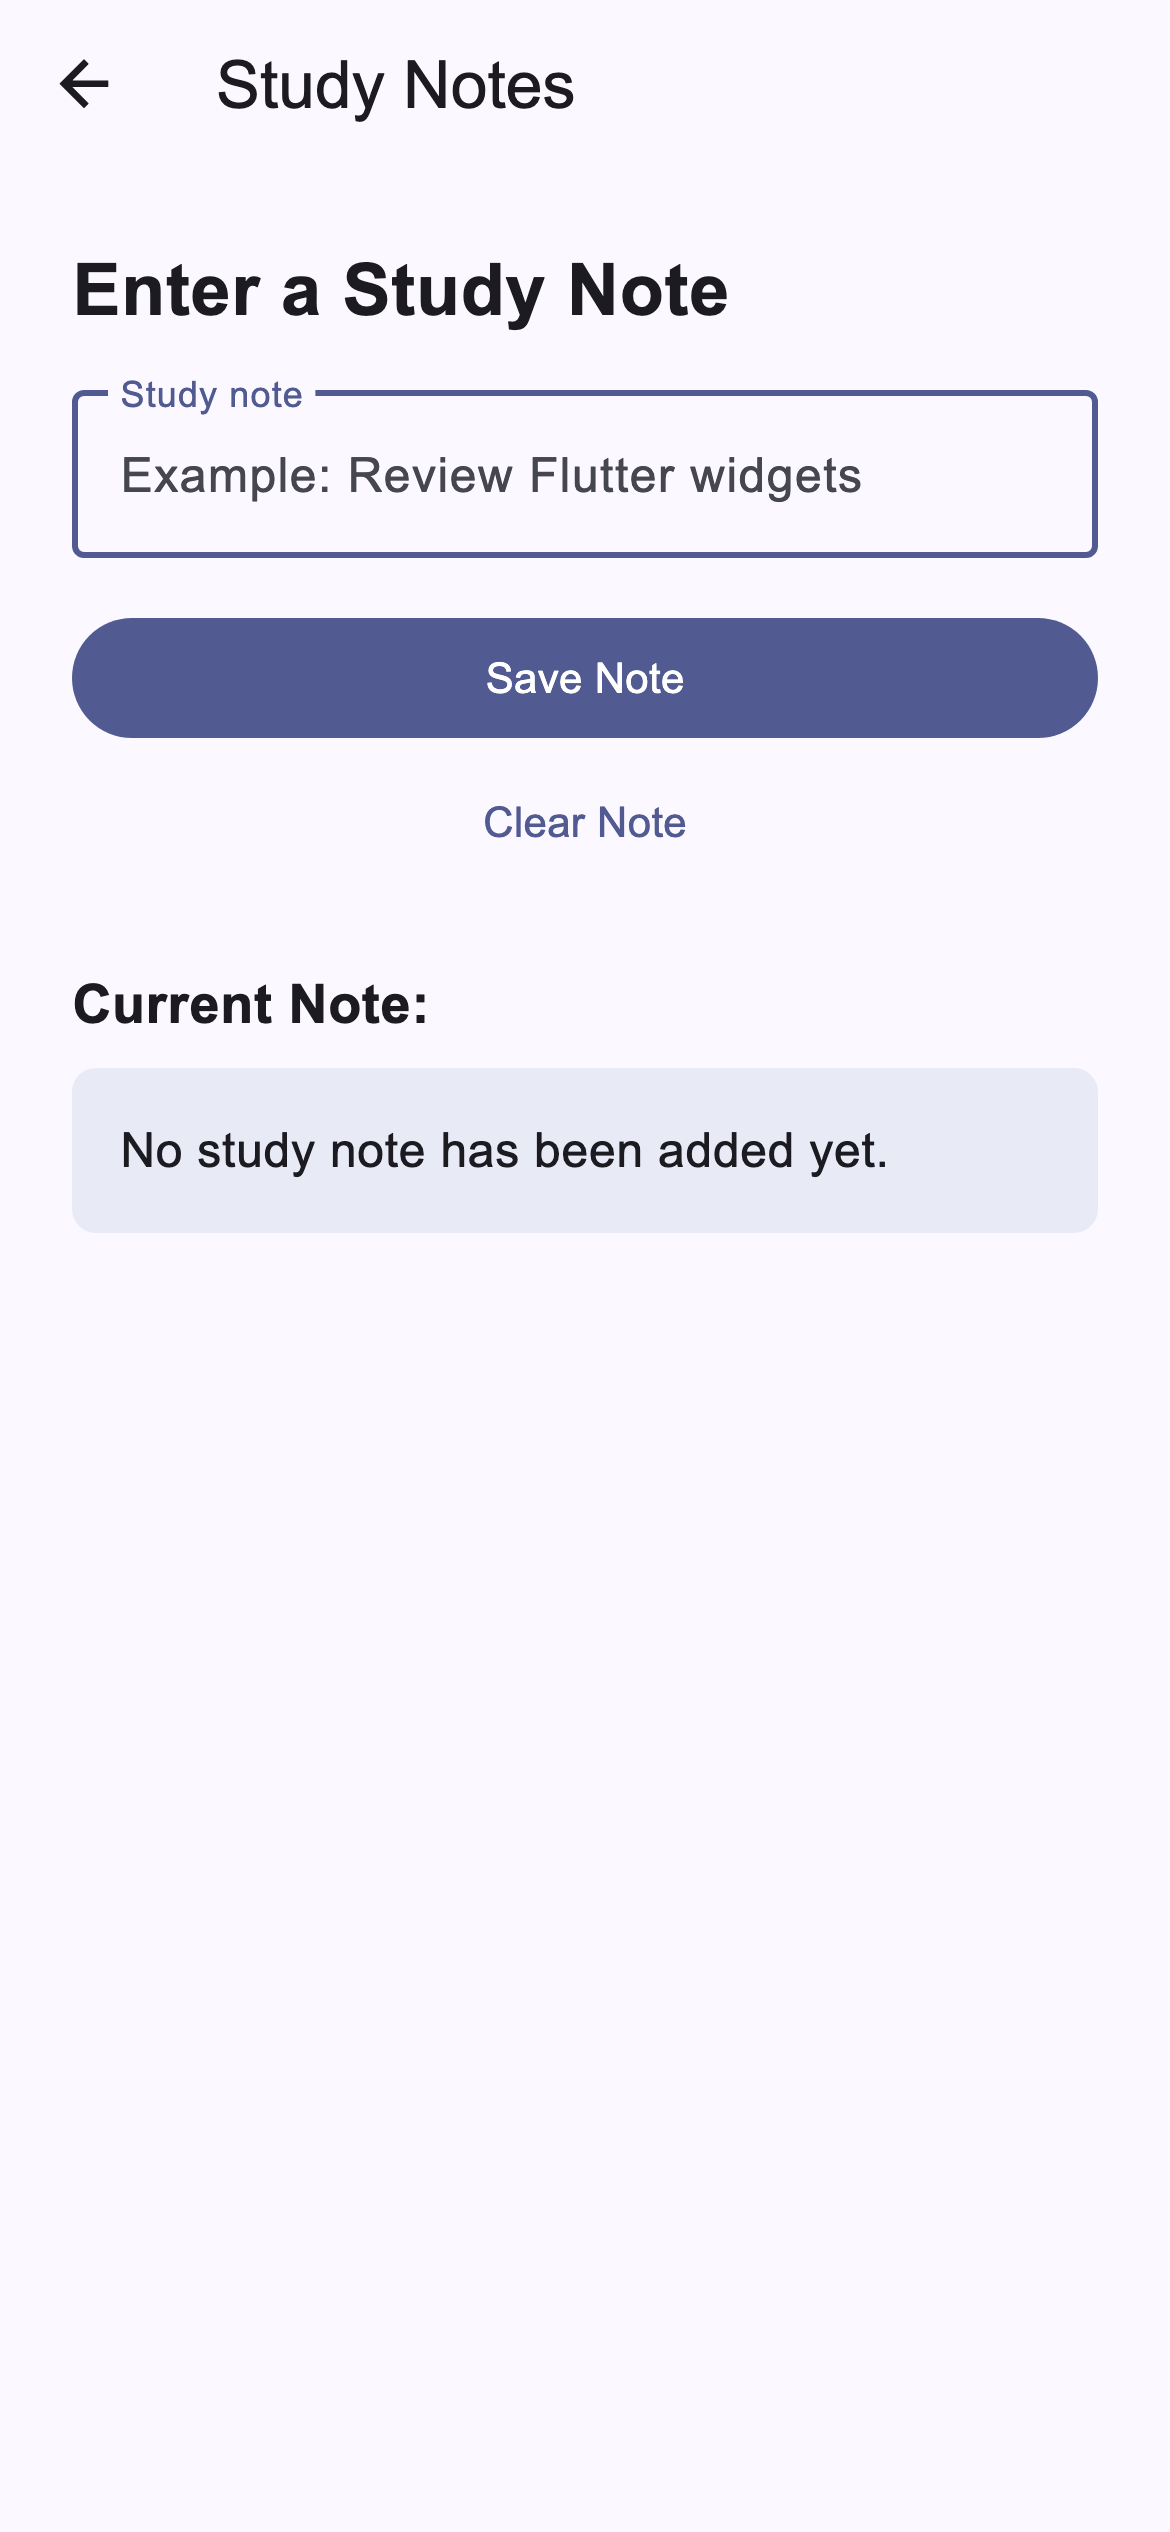 Study Notes
Enter a Study Note
Study note
Example: Review Flutter widgets
Save Note
Clear Note
Current Note:
No study note has been added yet.